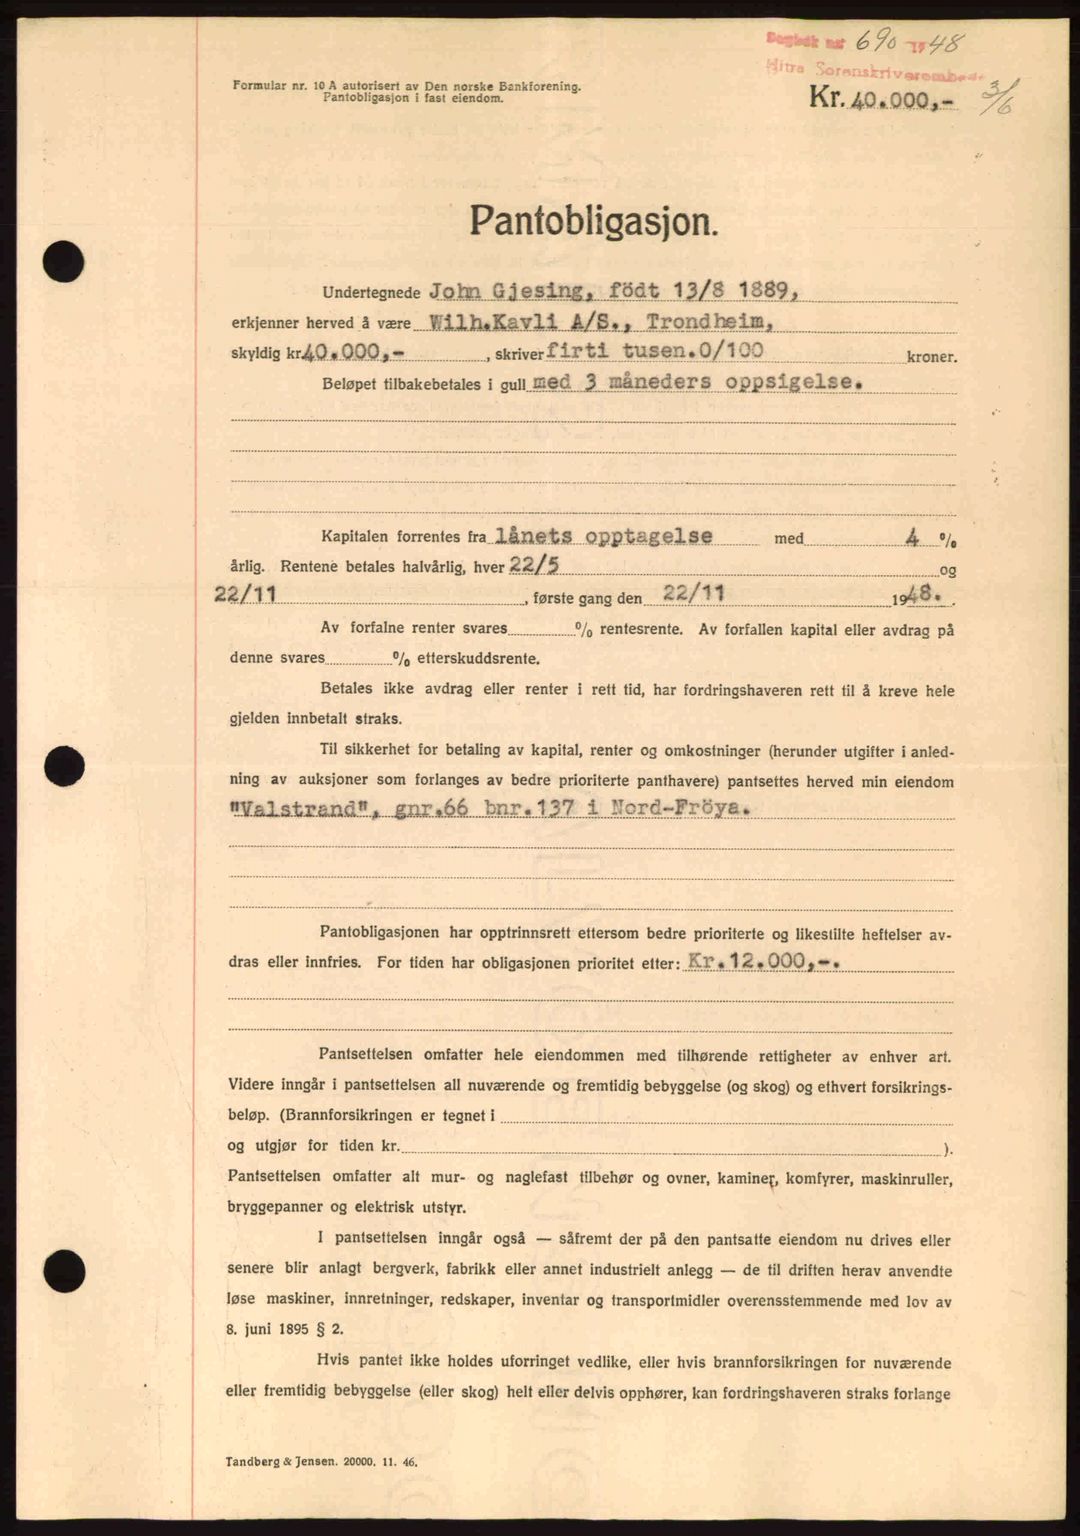 Dagbok nr 690 1948
Hitra Sorenskriverembede
3/6
Formular nr. 10 A autorisert av Den norske Bankforening.
Pantobligasjon i fast eiendom.
Kr. 40.000,-
Pantobligasjon.
Undertegnede John Gjesing, födt 13/8 1889,
erkjenner herved å være Wilh.Kavli A/S., Trondheim,
skyldig kr. 40.000,- , skriver firti tusen.0/100 kroner.
Beløpet tilbakebetales i gull med 3 måneders oppsigelse.
Kapitalen forrentes fra lånets opptagelse med 4 %
årlig. Rentene betales halvårlig, hver 22/5 og
22/11 , første gang den 22/11 1948. .
Av forfalne renter svares % rentesrente. Av forfallen kapital eller avdrag på
denne svares % etterskuddsrente.
Betales ikke avdrag eller renter i rett tid, har fordringshaveren rett til å kreve hele
gjelden innbetalt straks.
Til sikkerhet for betaling av kapital, renter og omkostninger (herunder utgifter i anled-
ning av auksjoner som forlanges av bedre prioriterte panthavere) pantsettes herved min eiendom
"Valstrand", gnr.66 bnr.137 i Nord-Fröya.
Pantobligasjonen har opptrinnsrett ettersom bedre prioriterte og likestilte heftelser av-
dras eller innfries. For tiden har obligasjonen prioritet etter: Kr.12.000,-.
Pantsettelsen omfatter hele eiendommen med tilhørende rettigheter av enhver art.
Videre inngår i pantsettelsen all nuværende og fremtidig bebyggelse (og skog) og ethvert forsikrings-
beløp. (Brannforsikringen er tegnet i
og utgjør for tiden kr. ).
Pantsettelsen omfatter alt mur- og naglefast tilbehør og ovner, kaminer, komfyrer, maskinruller,
bryggepanner og elektrisk utstyr.
I pantsettelsen inngår også — såfremt der på den pantsatte eiendom nu drives eller
senere blir anlagt bergverk, fabrikk eller annet industrielt anlegg — de til driften herav anvendte
løse maskiner, innretninger, redskaper, inventar og transportmidler overensstemmende med lov av
8. juni 1895 § 2.
Hvis pantet ikke holdes uforringet vedlike, eller hvis brannforsikringen for nuværende
eller fremtidig bebyggelse (eller skog) helt eller delvis opphører, kan fordringshaveren straks forlange
Tandberg & Jensen. 20000. 11. 46.